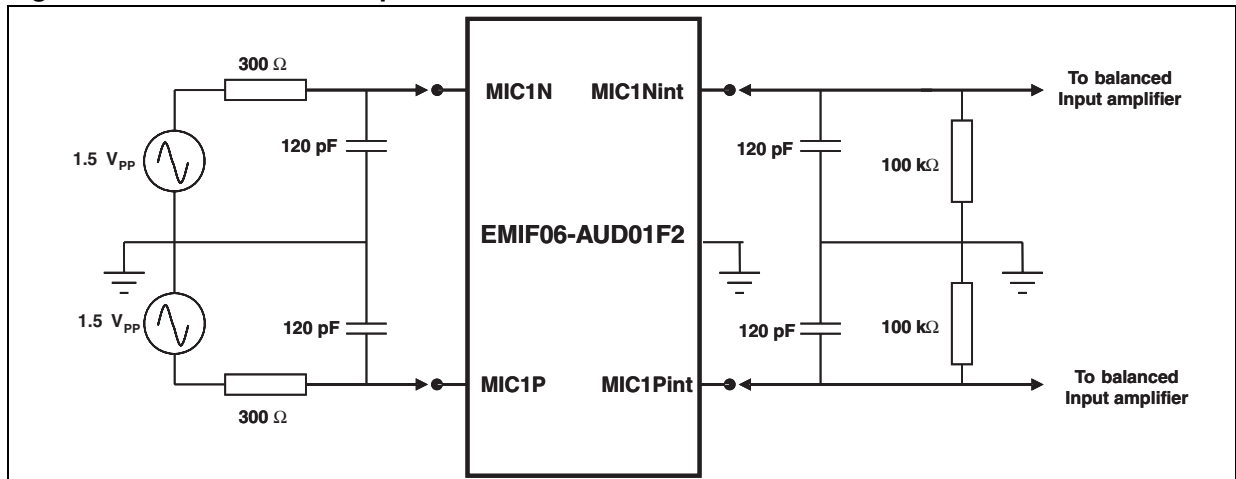 300 Ω
MIC1N MIC1Nint
To balanced
Input amplifier
120 pF
120 pF
1.5 VPP
100 kΩ
EMIF06-AUD01F2
1.5 VPP
120 pF
120 pF
100 kΩ
MIC1P MIC1Pint
To balanced
Input amplifier
300 Ω